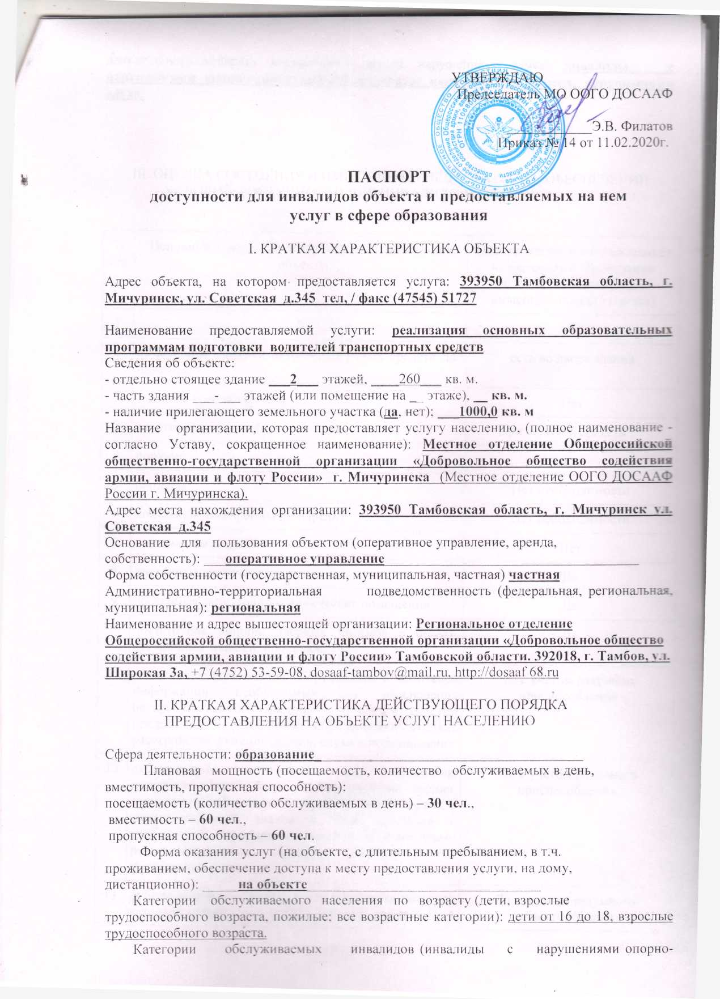 УТВЕРЖДАЮ
Председатель МО ООГО ДОСААФ
____________Э.В. Филатов
Приказ № 14 от 11.02.2020г.
ПАСПОРТ
доступности для инвалидов объекта и предоставляемых на нем
услуг в сфере образования
I. КРАТКАЯ ХАРАКТЕРИСТИКА ОБЪЕКТА
Адрес объекта, на котором предоставляется услуга: 393950 Тамбовская область, г.
Мичуринск, ул. Советская д.345 тел, / факс (47545) 51727
Наименование предоставляемой услуги: реализация основных образовательных
программам подготовки водителей транспортных средств
Сведения об объекте:
- отдельно стоящее здание ___2___ этажей, ____260___ кв. м.
- часть здания ___-___ этажей (или помещение на __ этаже), __ кв. м.
- наличие прилегающего земельного участка (да, нет); ___1000,0 кв. м
Название организации, которая предоставляет услугу населению, (полное наименование -
согласно Уставу, сокращенное наименование): Местное отделение Общероссийской
общественно-государственной организации «Добровольное общество содействия
армии, авиации и флоту России» г. Мичуринска (Местное отделение ООГО ДОСААФ
России г. Мичуринска).
Адрес места нахождения организации: 393950 Тамбовская область, г. Мичуринск ул.
Советская д.345
Основание для пользования объектом (оперативное управление, аренда,
собственность): ___оперативное управление____________________________________
Форма собственности (государственная, муниципальная, частная) частная
Административно-территориальная подведомственность (федеральная, региональная,
муниципальная): региональная
Наименование и адрес вышестоящей организации: Региональное отделение
Общероссийской общественно-государственной организации «Добровольное общество
содействия армии, авиации и флоту России» Тамбовской области. 392018, г. Тамбов, ул.
Широкая 3а, +7 (4752) 53-59-08, dosaaf-tambov@mail.ru, http://dosaaf 68.ru
II. КРАТКАЯ ХАРАКТЕРИСТИКА ДЕЙСТВУЮЩЕГО ПОРЯДКА
ПРЕДОСТАВЛЕНИЯ НА ОБЪЕКТЕ УСЛУГ НАСЕЛЕНИЮ
Сфера деятельности: образование_____________________________________
Плановая мощность (посещаемость, количество обслуживаемых в день,
вместимость, пропускная способность):
посещаемость (количество обслуживаемых в день) – 30 чел.,
вместимость – 60 чел.,
пропускная способность – 60 чел.
Форма оказания услуг (на объекте, с длительным пребыванием, в т.ч.
проживанием, обеспечение доступа к месту предоставления услуги, на дому,
дистанционно): _____на объекте_________________________________
Категории обслуживаемого населения по возрасту (дети, взрослые
трудоспособного возраста, пожилые; все возрастные категории): дети от 16 до 18, взрослые
трудоспособного возраста.
Категории обслуживаемых инвалидов (инвалиды с нарушениями опорно-